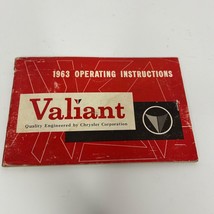 1963 OPERATING INSTRUCTIONS
Valiant
Quality Engineered by Chrysler Corporation